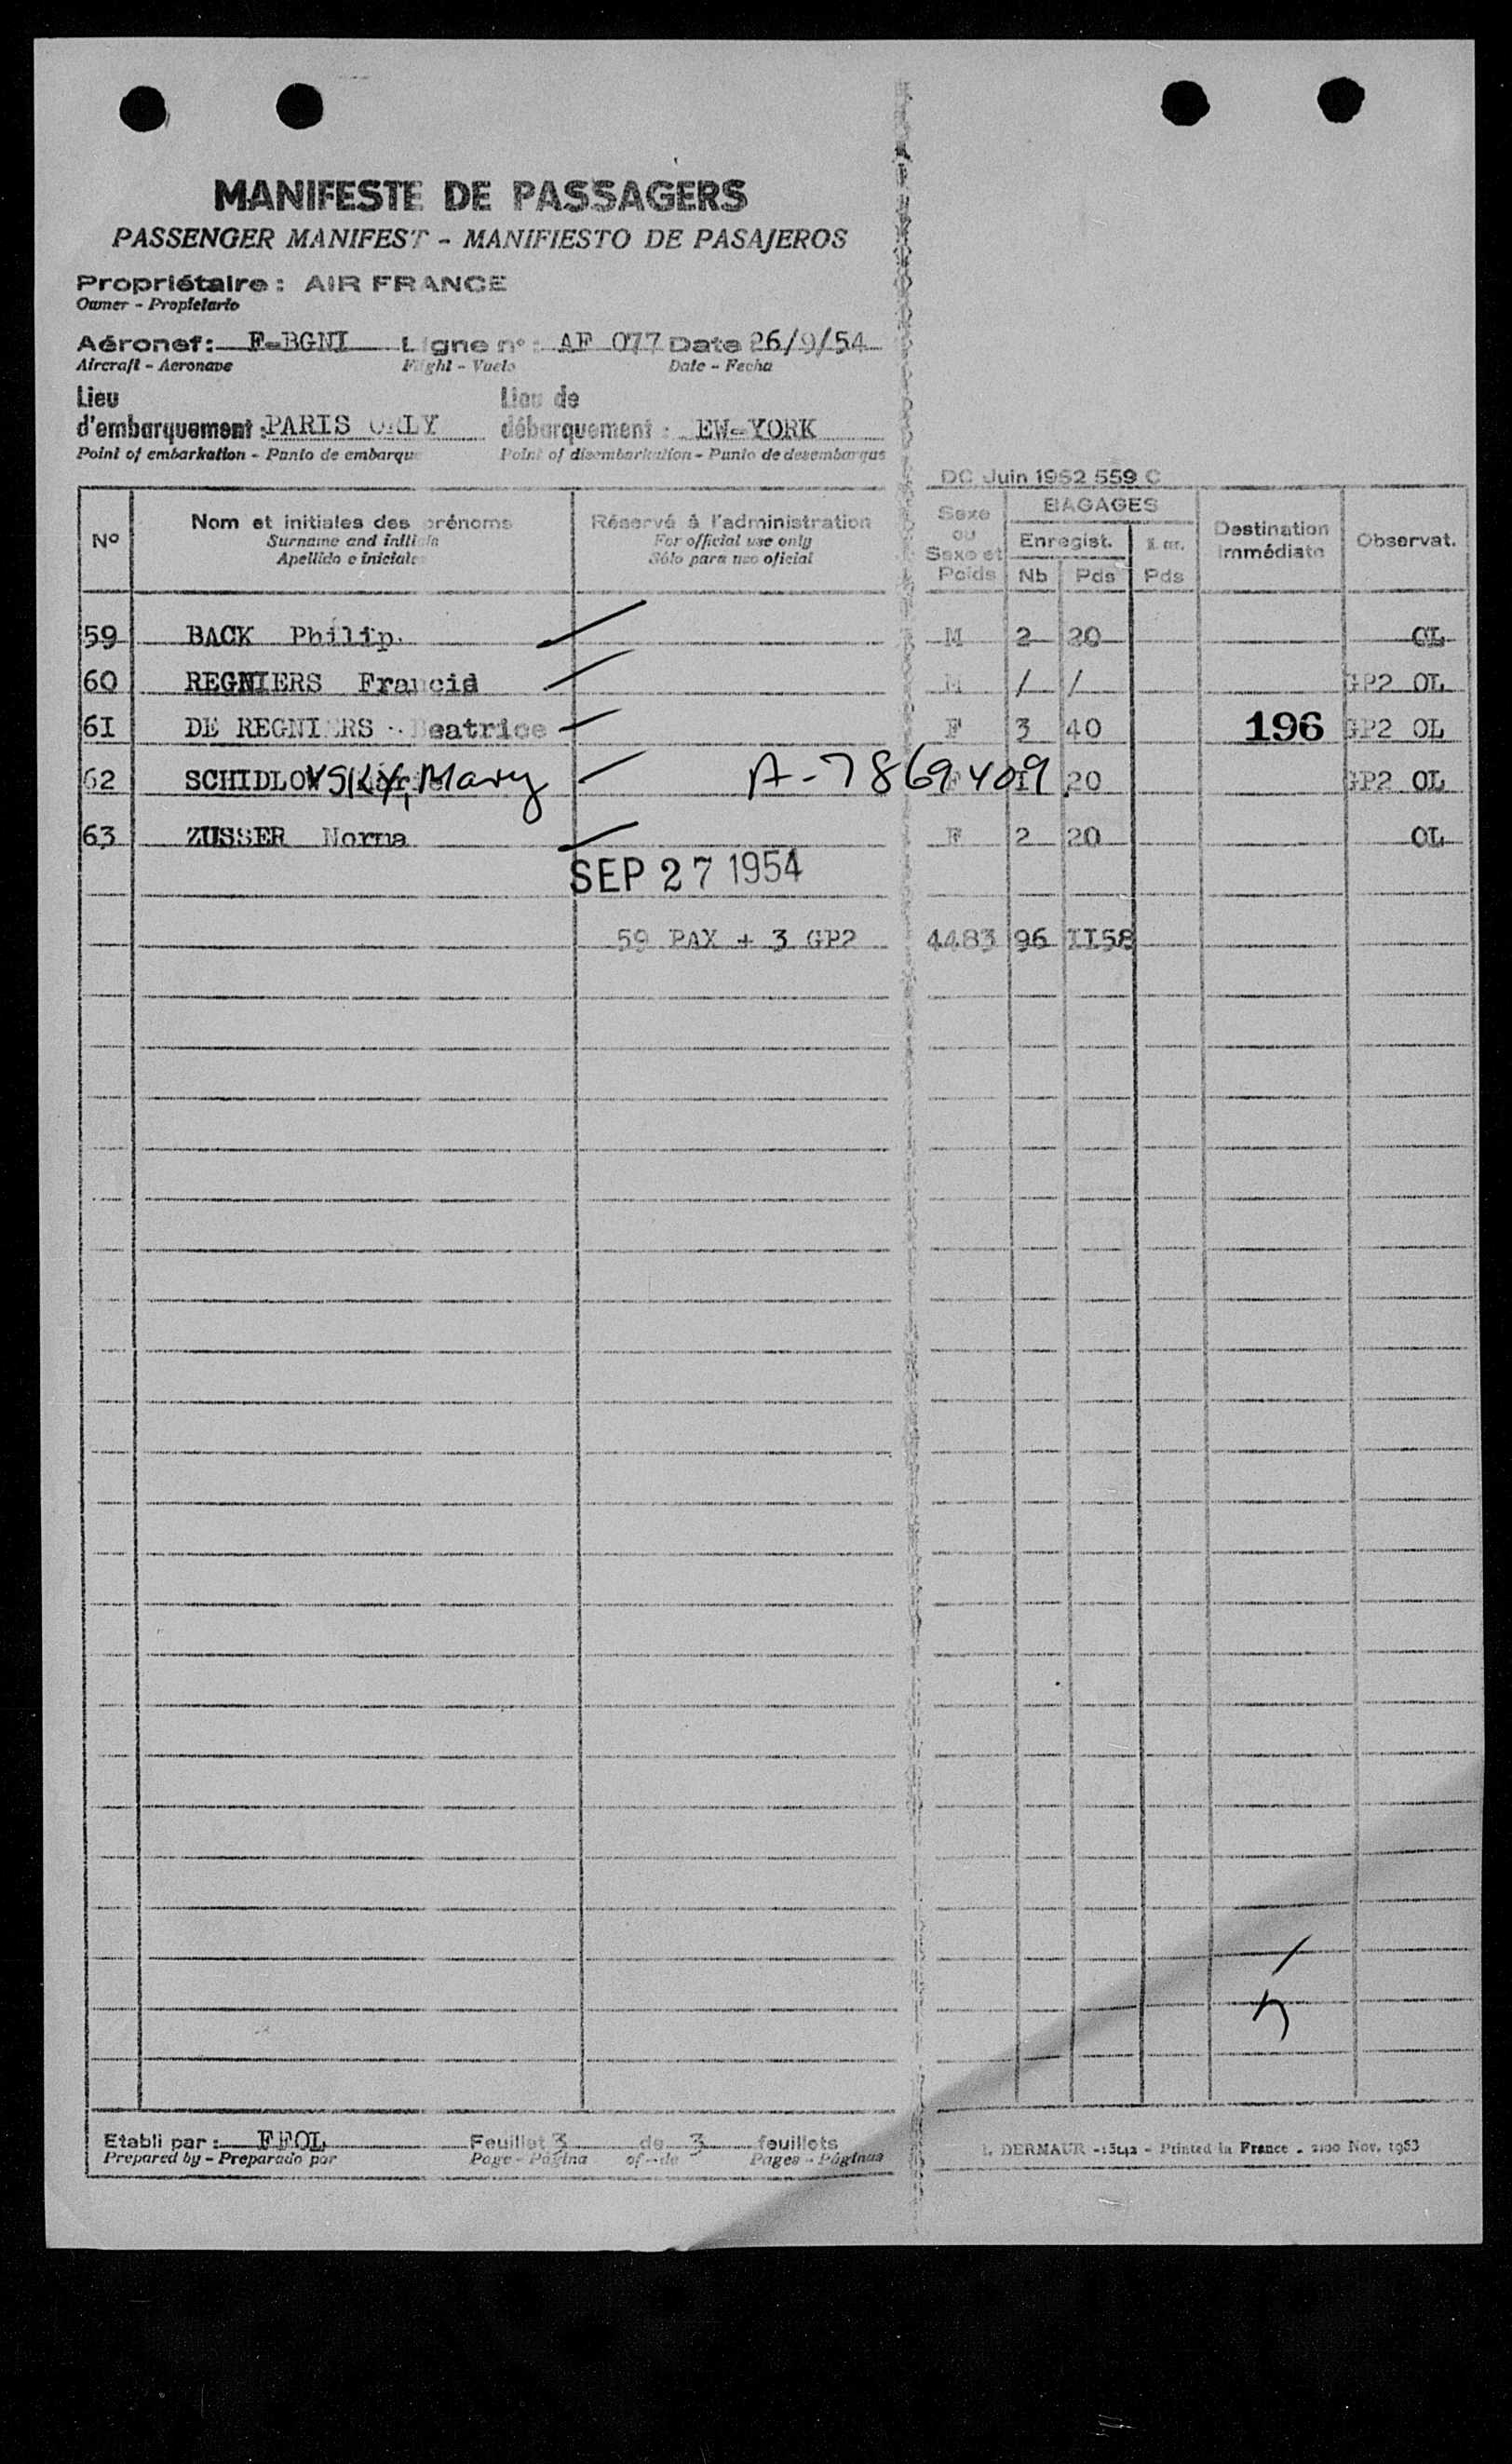 MANIFESTE DE PASSAGERS
PASSENGER MANIFEST - MANIFIESTO DE PASAJEROS
Propriétaire : AIR FRANCE
Owner - Propietario
Aéronef : F-BGNI Ligne n° : AF 077 Date 26/9/54
Aircraft - Aeronave Flight - Vuelo Date - Fecha
Lieu d'embarquement : PARIS ORLY Lieu de débarquement : EW-YORK
Point of embarkation - Punto de embarque Point of disembarkation - Punto de desembarque
DC Juin 1952 559 C
N° Nom et initiales des prénoms Réservé à l'administration Sexe ou Sexe et Poids BAGAGES Destination immédiate Observat.
Surname and initials For official use only Enregist.
Apellido e iniciales Sólo para uso oficial Nb Pds Pds
59 BACK Philip M 2 20 OL
60 REGNIERS Francis M / / GP2 OL
61 DE REGNIERS Beatrice F 3 40 196 GP2 OL
62 SCHIDLOVSKY, Mary A-7869409 F 1 20 GP2 OL
63 ZUSSER Norma F 2 20 OL
SEP 27 1954
59 PAX + 3 GP2 4483 96 II58
Etabli par : FFOL Feuillet 3 de 3 feuillets
Prepared by - Preparado por Page - Página of - de Pages - Páginas
DERMAUR - Printed in France - 2100 Nov. 1953